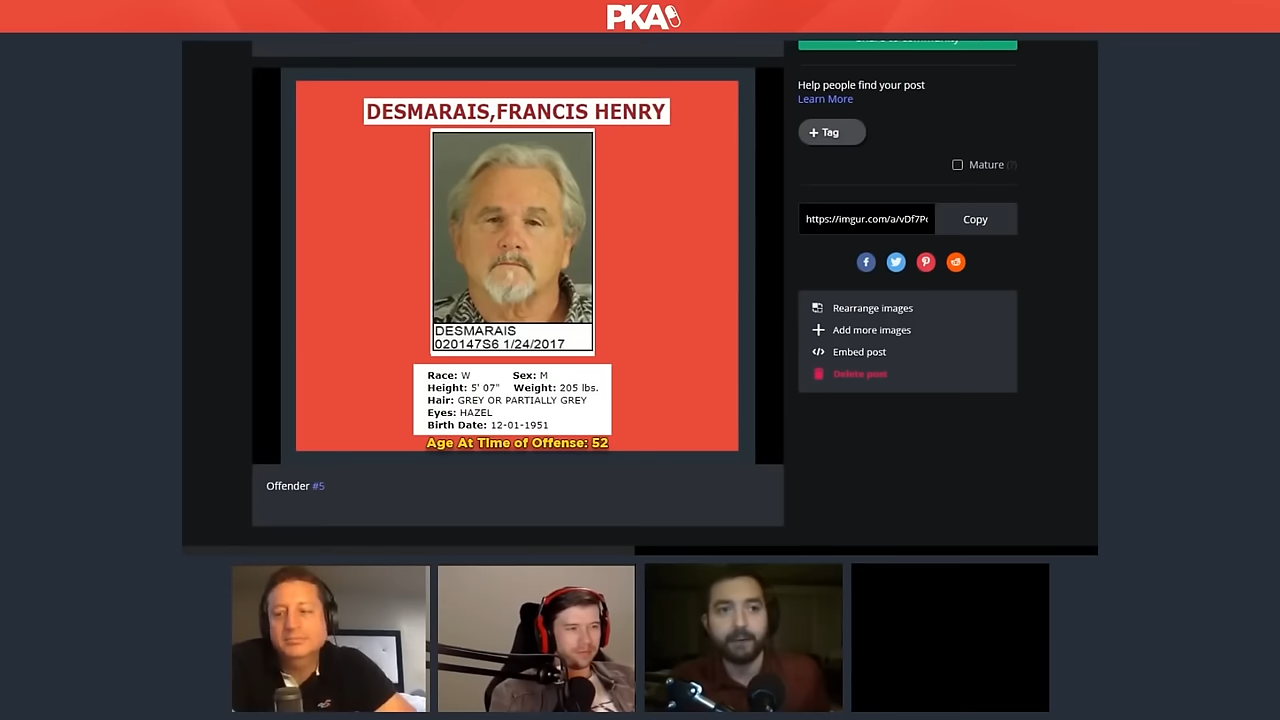 PKA
Share to community
DESMARAIS,FRANCIS HENRY
DESMARAIS
020147S6 1/24/2017
Race: W Sex: M
Height: 5' 07" Weight: 205 lbs.
Hair: GREY OR PARTIALLY GREY
Eyes: HAZEL
Birth Date: 12-01-1951
Age At Time of Offense: 52
Offender #5
Help people find your post
Learn More
+ Tag
Mature (?)
https://imgur.com/a/vDf7P
Copy
Rearrange images
Add more images
Embed post
Delete post